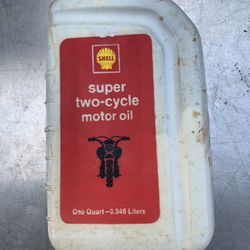 SHELL
super
two-cycle
motor oil
One Quart-0.946 Liters